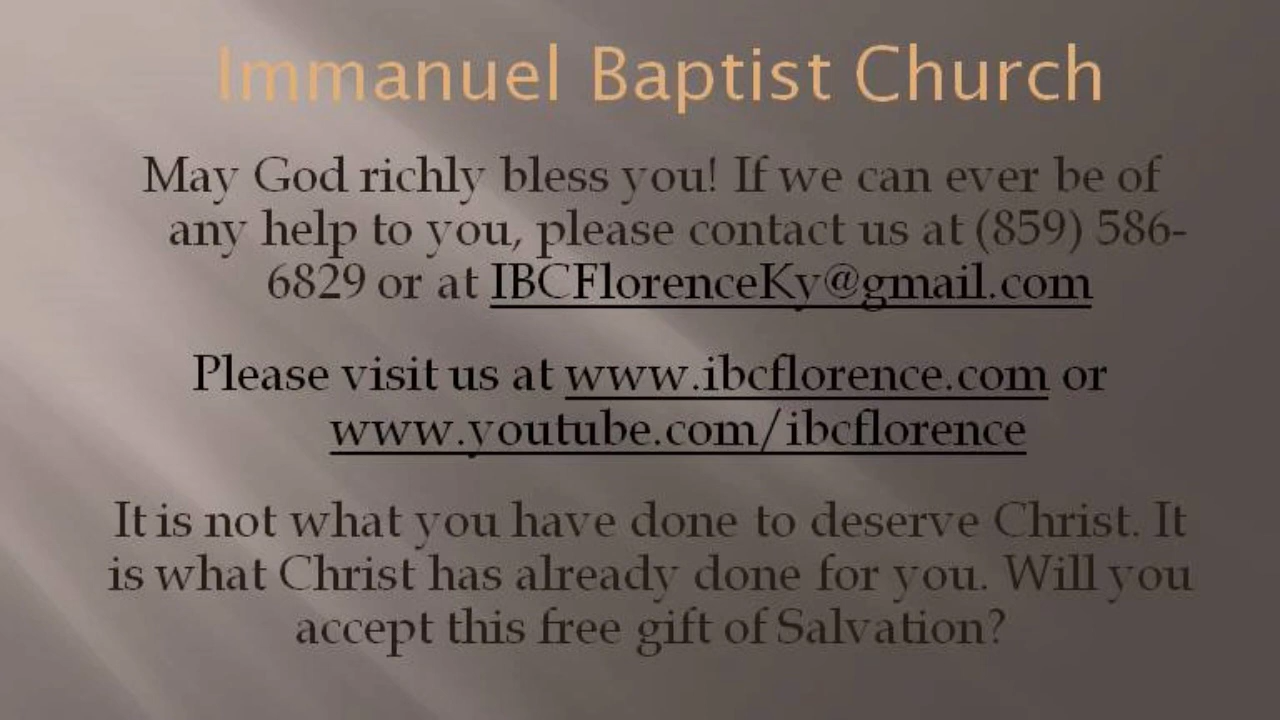 Immanuel Baptist Church
May God richly bless you! If we can ever be of
any help to you, please contact us at (859) 586-
6829 or at IBCFlorenceKy@gmail.com
Please visit us at www.ibcflorence.com or
www.youtube.com/ibcflorence
It is not what you have done to deserve Christ. It
is what Christ has already done for you. Will you
accept this free gift of Salvation?